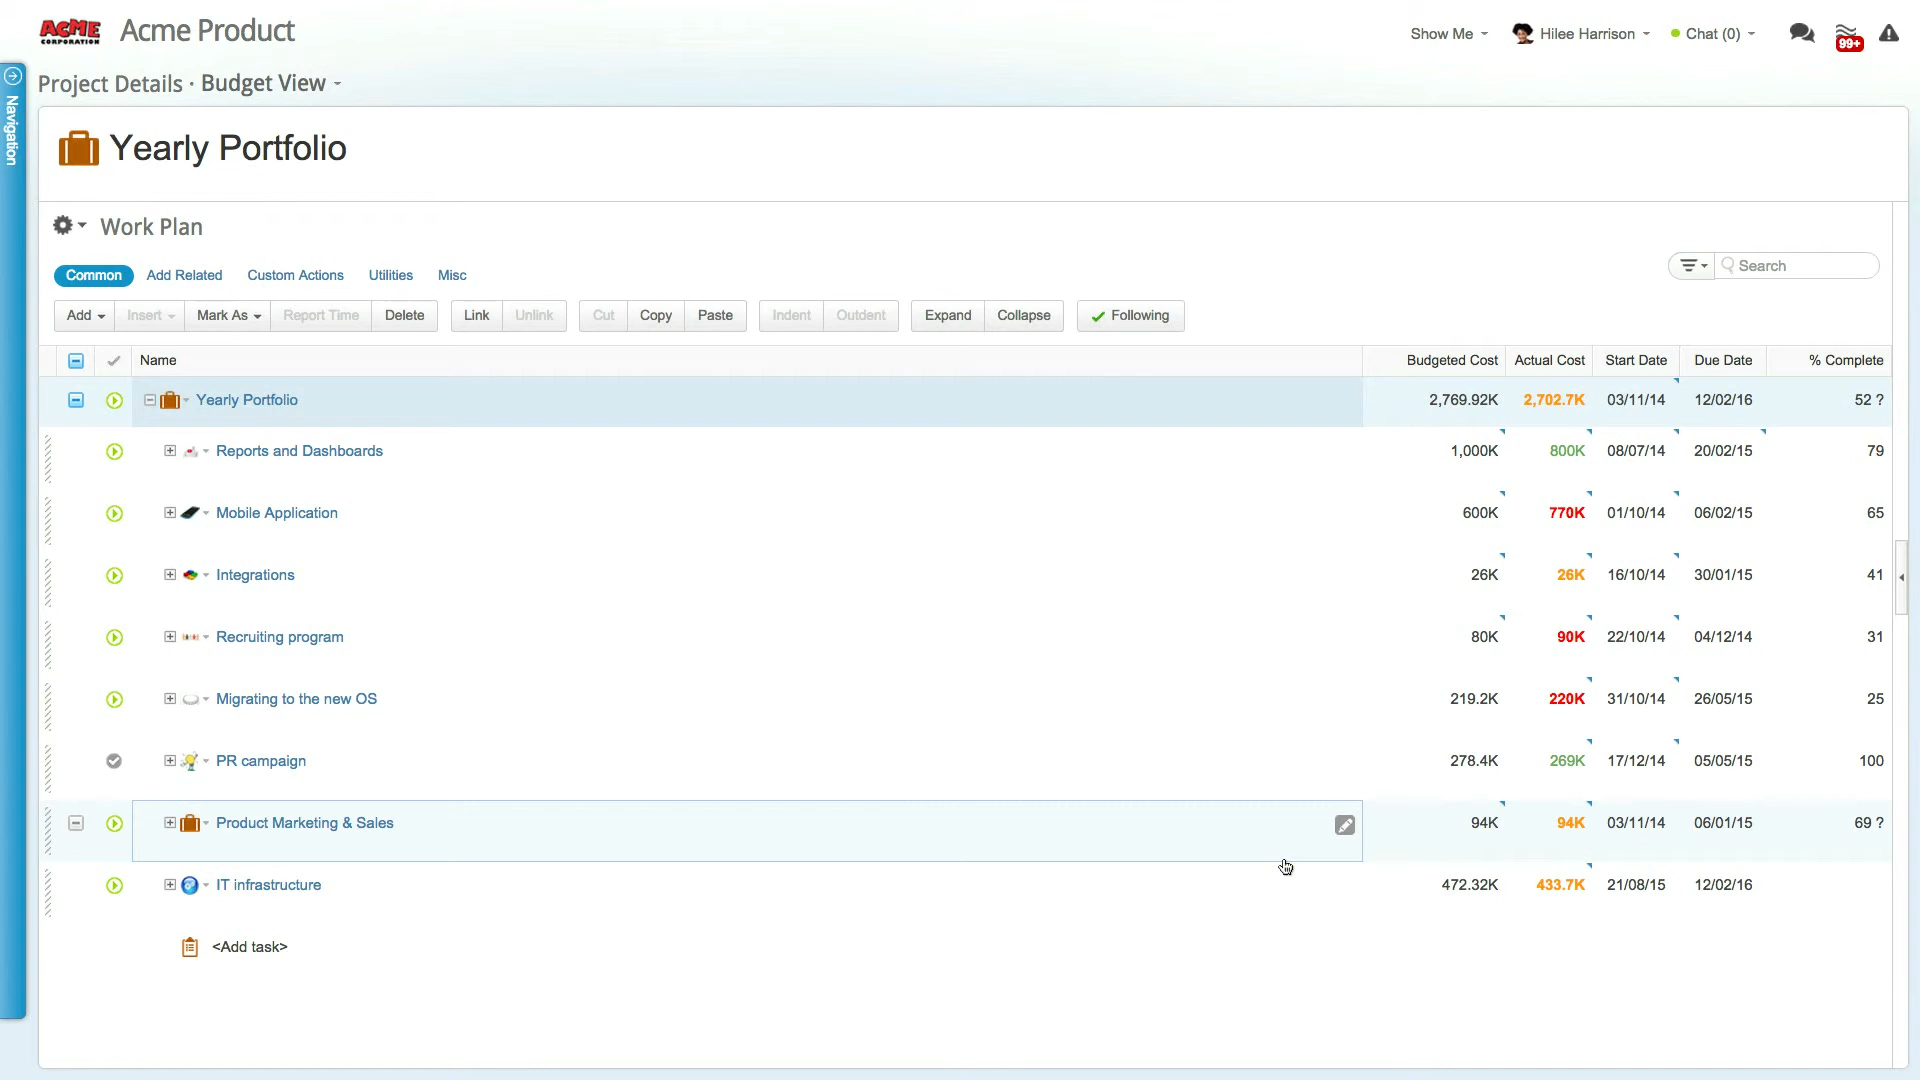 ACME CORPORATION Acme Product Show Me Hilee Harrison Chat (0) 99+
Navigation
Project Details · Budget View
Yearly Portfolio
Work Plan
Common Add Related Custom Actions Utilities Misc Search
Add Insert Mark As Report Time Delete Link Unlink Cut Copy Paste Indent Outdent Expand Collapse Following
Name Budgeted Cost Actual Cost Start Date Due Date % Complete
Yearly Portfolio 2,769.92K 2,702.7K 03/11/14 12/02/16 52 ?
Reports and Dashboards 1,000K 800K 08/07/14 20/02/15 79
Mobile Application 600K 770K 01/10/14 06/02/15 65
Integrations 26K 26K 16/10/14 30/01/15 41
Recruiting program 80K 90K 22/10/14 04/12/14 31
Migrating to the new OS 219.2K 220K 31/10/14 26/05/15 25
PR campaign 278.4K 269K 17/12/14 05/05/15 100
Product Marketing & Sales 94K 94K 03/11/14 06/01/15 69 ?
IT infrastructure 472.32K 433.7K 21/08/15 12/02/16
<Add task>